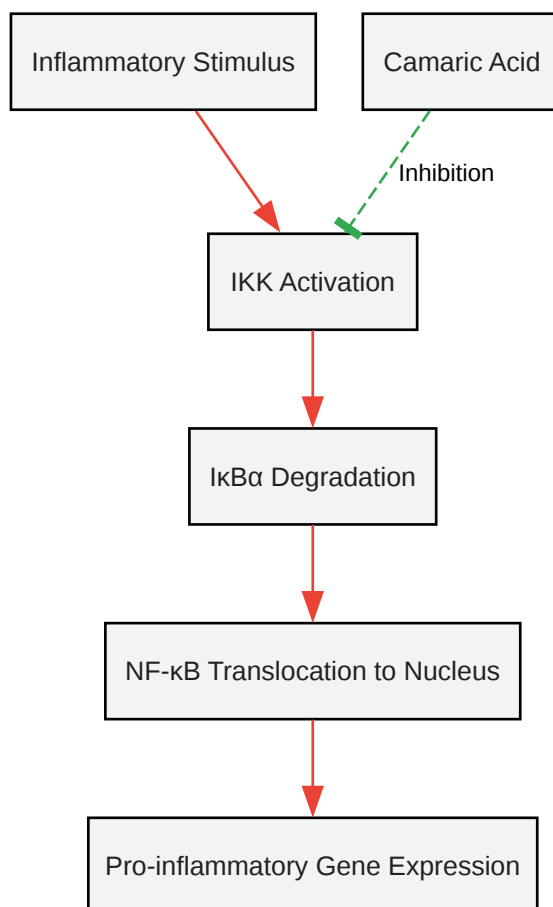 Inflammatory Stimulus
Camaric Acid
Inhibition
IKK Activation
IκBα Degradation
NF-κB Translocation to Nucleus
Pro-inflammatory Gene Expression